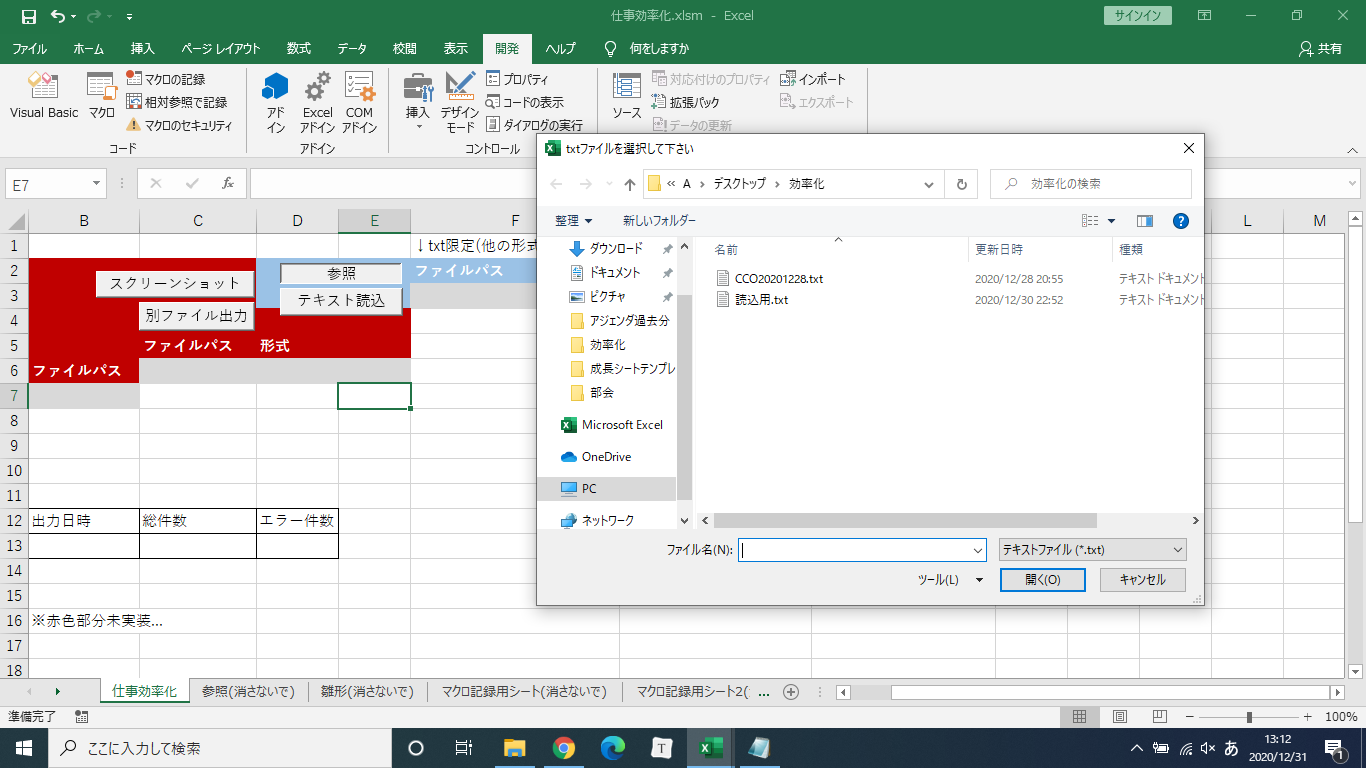 仕事効率化.xlsm - Excel
サインイン
ファイル ホーム 挿入 ページ レイアウト 数式 データ 校閲 表示 開発 ヘルプ 何をしますか 共有
Visual Basic
マクロ
マクロの記録
相対参照で記録
マクロのセキュリティ
コード
アド
イン
Excel
アドイン
COM
アドイン
アドイン
挿入
デザイン
モード
プロパティ
コードの表示
ダイアログの実行
コントロール
ソース
対応付けのプロパティ
拡張パック
データの更新
インポート
エクスポート
E7
fx
B C D E F L M
1 ↓txt限定(他の形式
2 参照 ファイルパス
スクリーンショット
3 テキスト読込
4 別ファイル出力
5 ファイルパス 形式
6 ファイルパス
7
8
9
10
11
12 出力日時 総件数 エラー件数
13
14
15
16 ※赤色部分未実装...
17
18
txtファイルを選択して下さい
« A › デスクトップ › 効率化
効率化の検索
整理 新しいフォルダー
?
ダウンロード
ドキュメント
ピクチャ
アジェンダ過去分
効率化
成長シートテンプレ
部会
Microsoft Excel
OneDrive
PC
ネットワーク
名前 更新日時 種類
CCO20201228.txt 2020/12/28 20:55 テキスト ドキュメント
読込用.txt 2020/12/30 22:52 テキスト ドキュメント
ファイル名(N):
テキストファイル (*.txt)
ツール(L)
開く(O)
キャンセル
仕事効率化 参照(消さないで) 雛形(消さないで) マクロ記録用シート(消さないで) マクロ記録用シート2( ...
準備完了
100%
ここに入力して検索
T
あ
13:12
2020/12/31
1